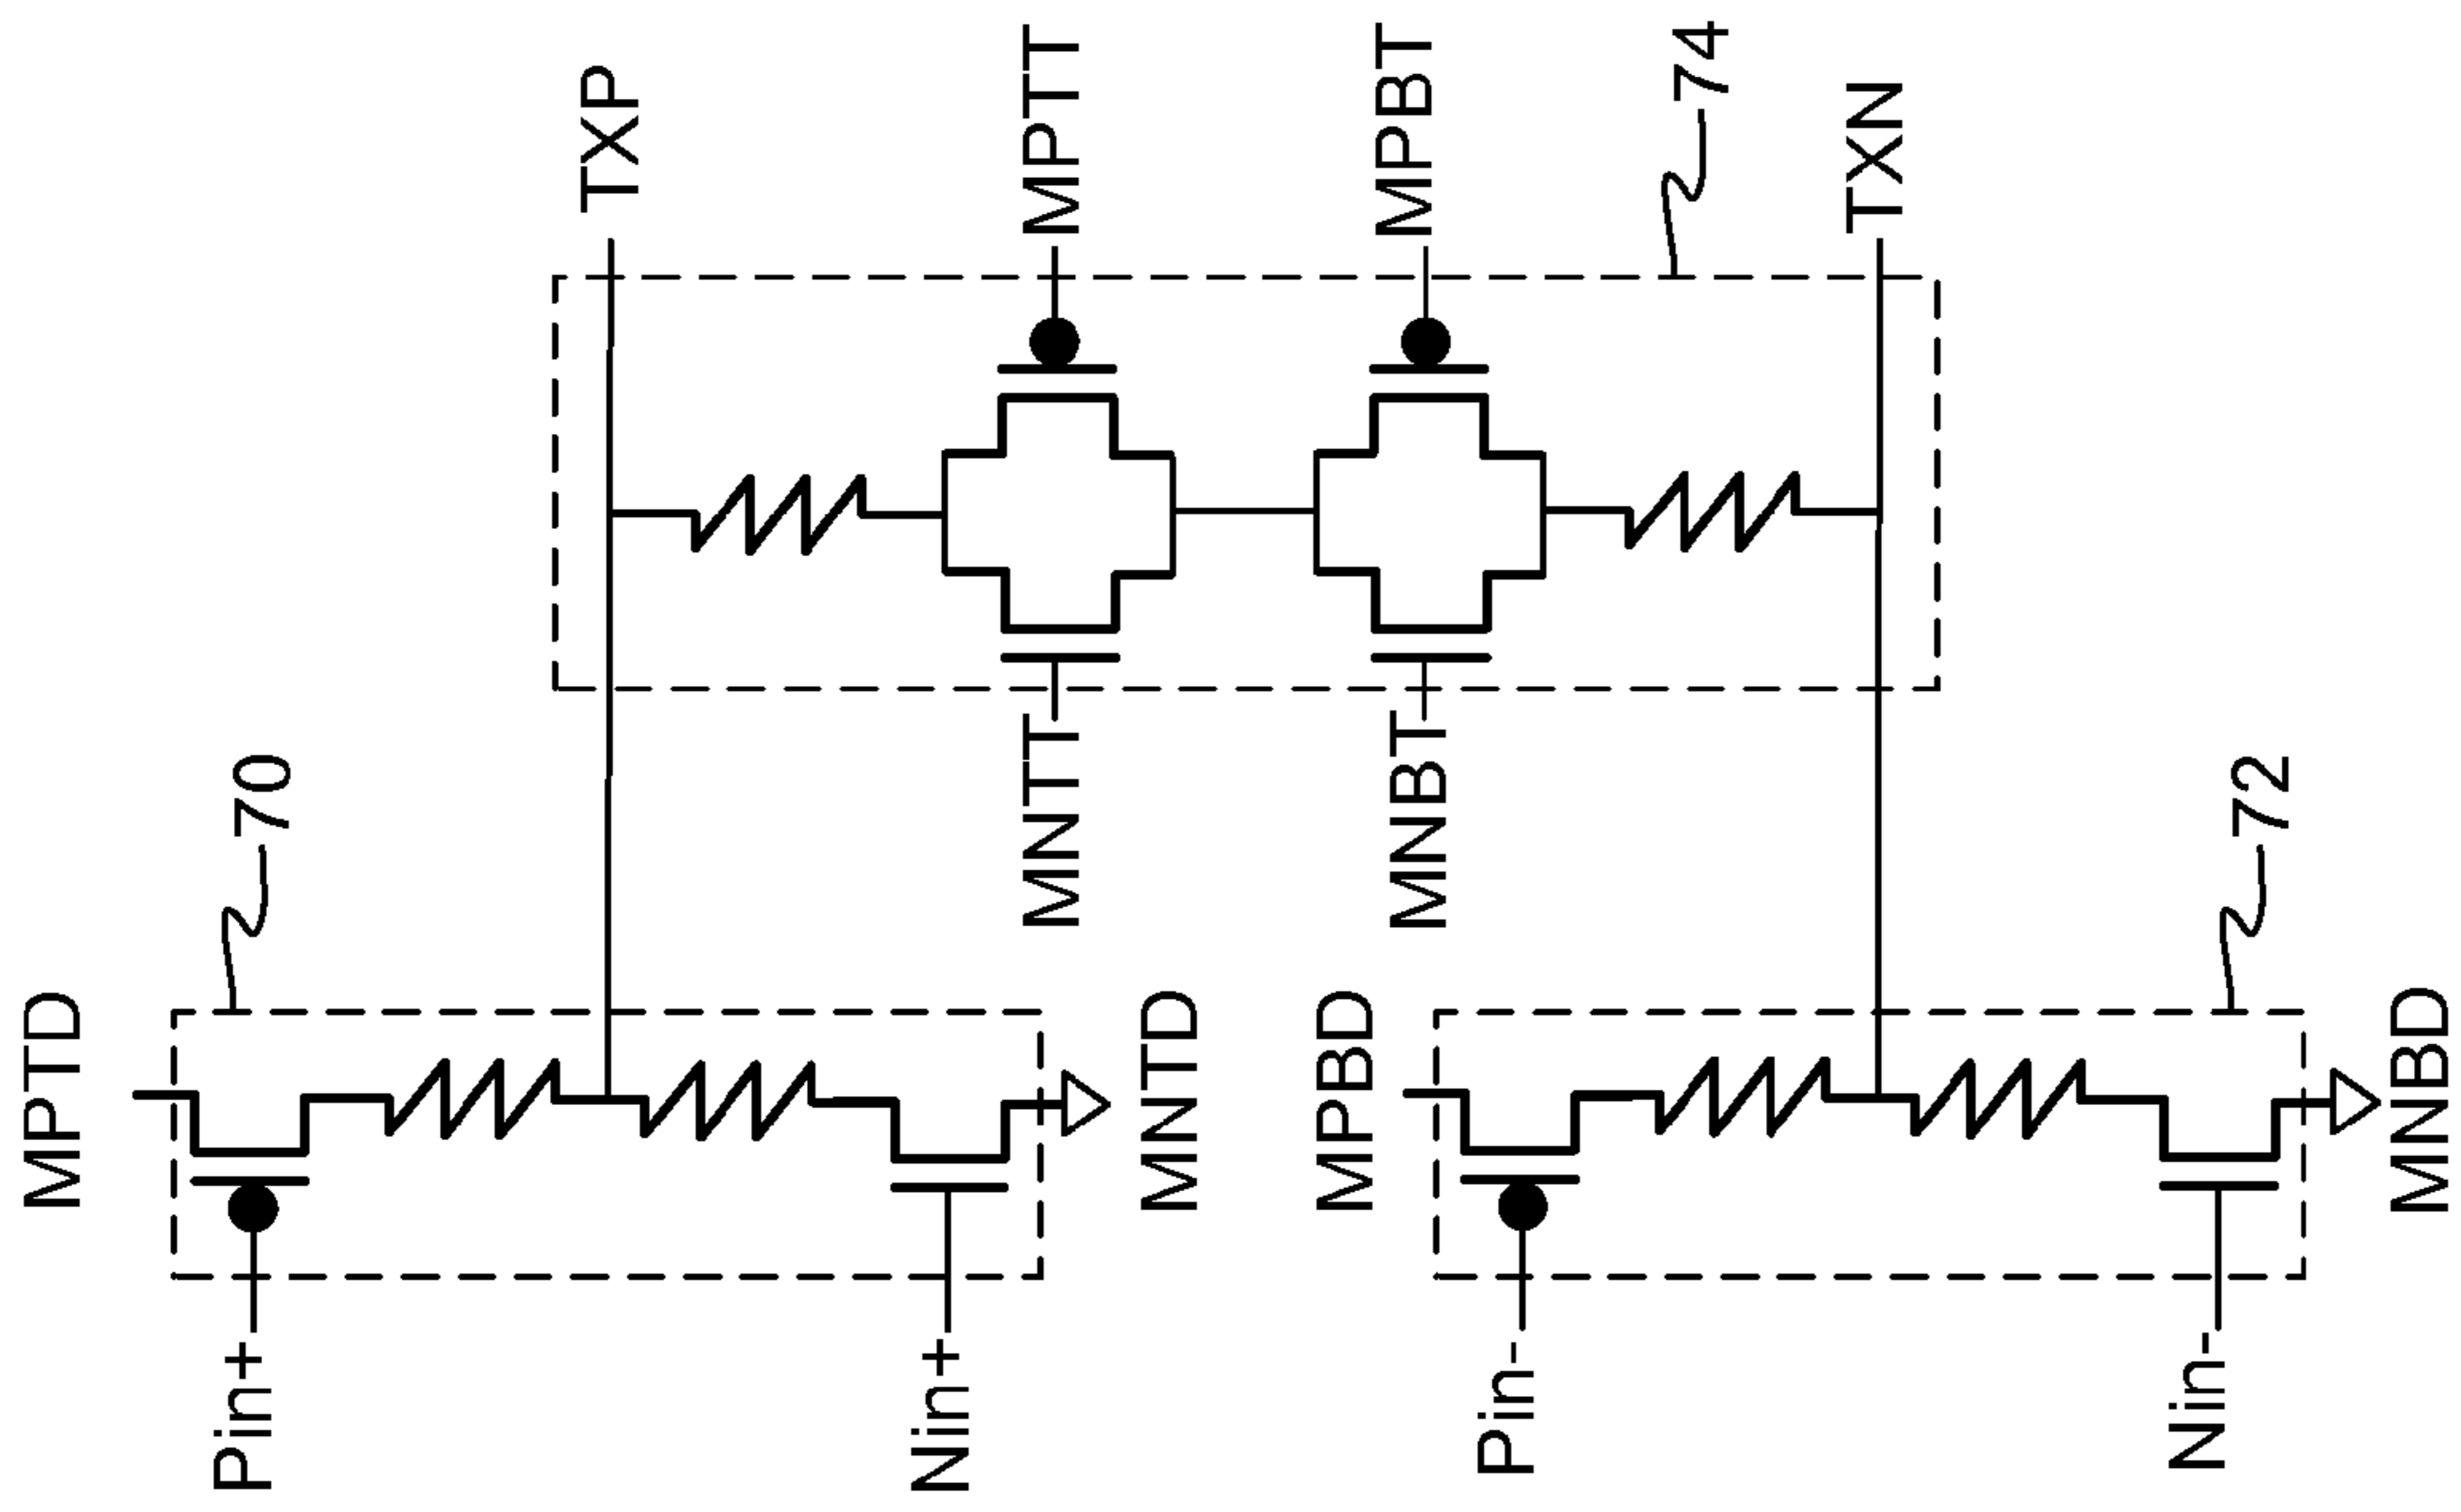 MPTD
70
Pin+
TXP
Nin+
MNTD
MNTT
MPTT
MNBT
MPBT
74
MPBD
Pin-
TXN
72
Nin-
MNBD